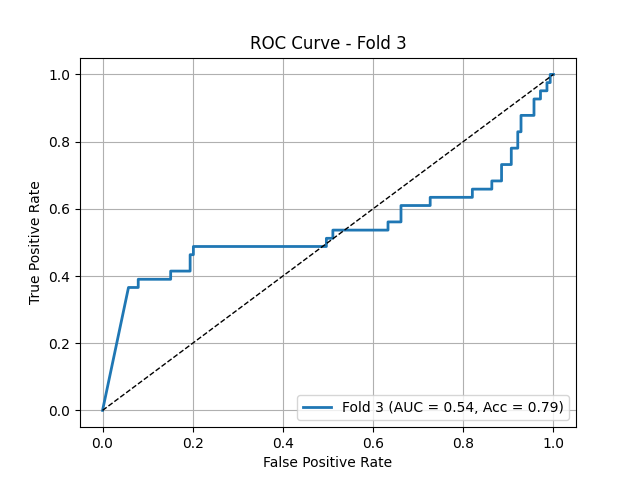 ROC Curve - Fold 3
True Positive Rate
1.0
0.8
0.6
0.4
0.2
0.0
Fold 3 (AUC = 0.54, Acc = 0.79)
0.0 0.2 0.4 0.6 0.8 1.0
False Positive Rate